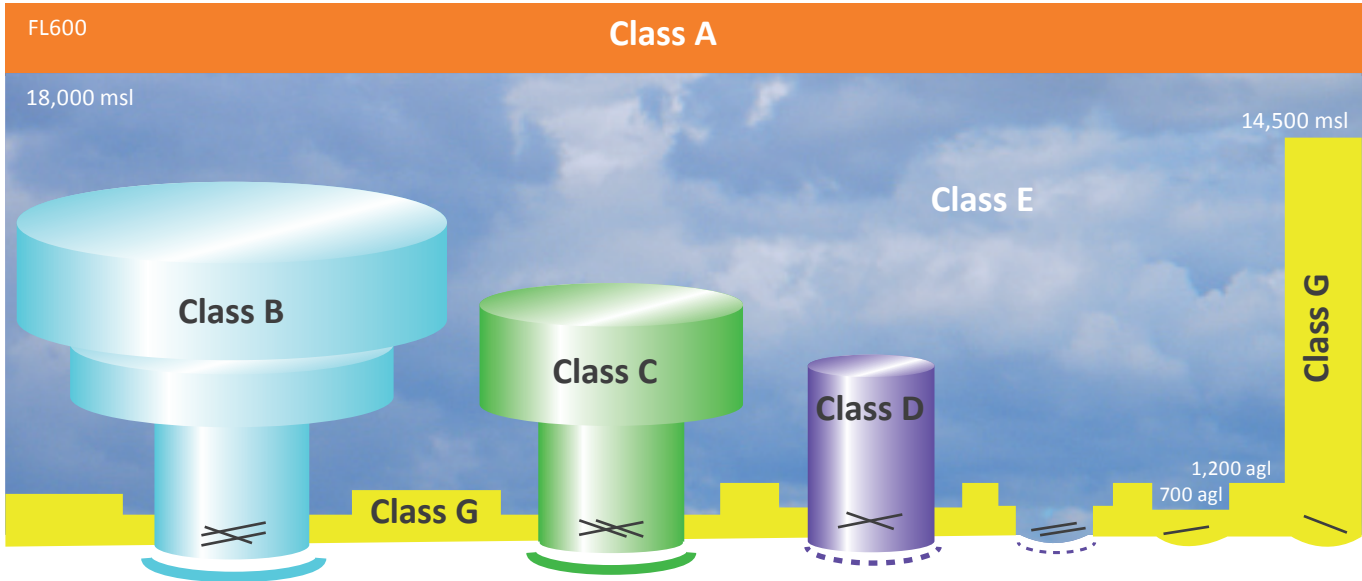 FL600
Class A
18,000 msl
14,500 msl
Class E
Class B
Class C
Class D
Class G
Class G
1,200 agl
700 agl